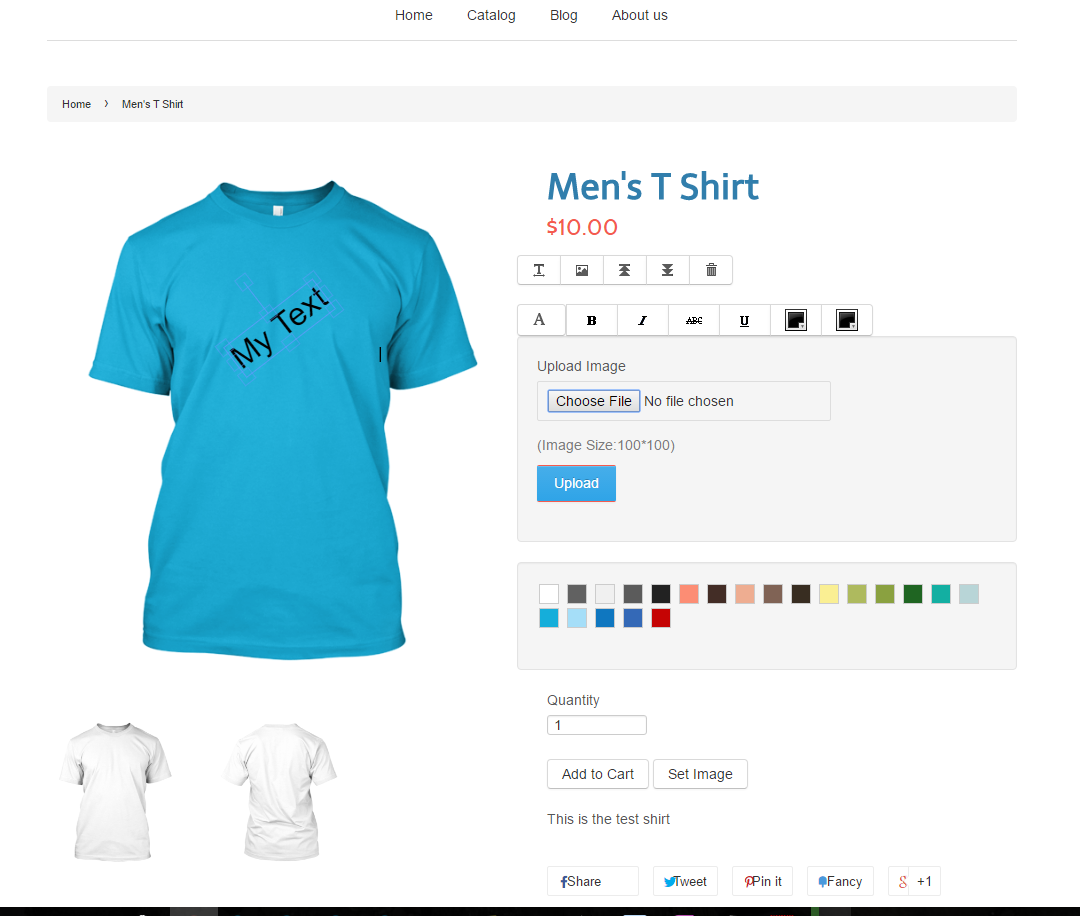 Home Catalog Blog About us
Home › Men's T Shirt
Men's T Shirt
$10.00
T
A B I ABC U
My Text
Upload Image
Choose File No file chosen
(Image Size:100*100)
Upload
Quantity
1
Add to Cart Set Image
This is the test shirt
Share Tweet Pin it Fancy +1